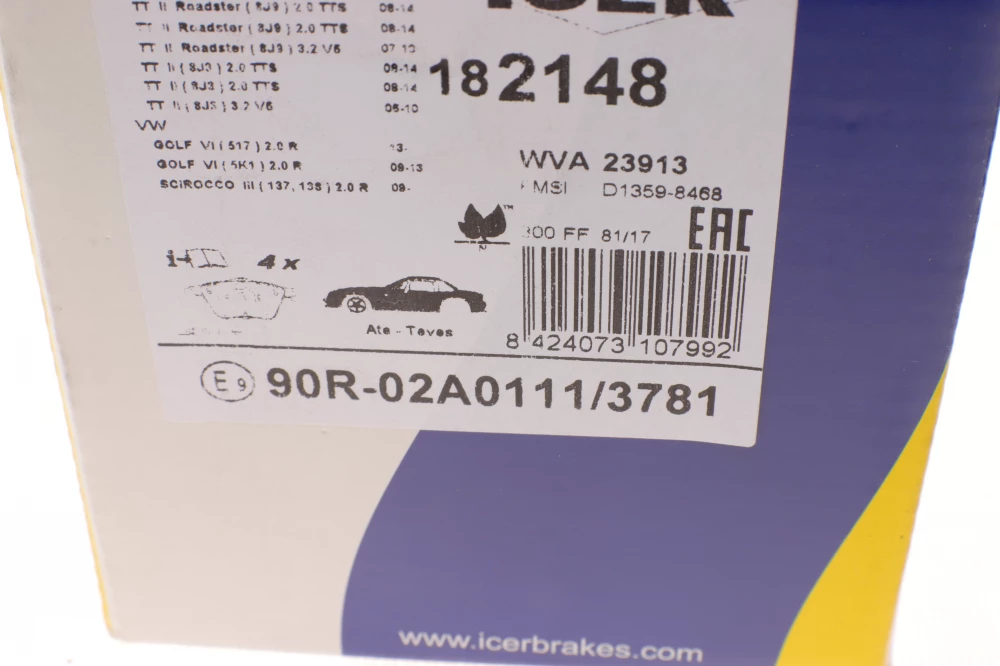 TT II Roadster ( 8J9 ) 2.0 TTS 08-14
ICER
TT II Roadster ( 8J9 ) 2.0 TTS 08-14
TT II Roadster ( 8J9 ) 3.2 V6 07-10
TT II ( 8J3 ) 2.0 TTS 08-14
182148
TT II ( 8J3 ) 2.0 TTS 08-14
TT II ( 8J3 ) 3.2 V6 06-10
VW
GOLF VI ( 517 ) 2.0 R 13-
GOLF VI ( 5K1 ) 2.0 R 09-13
SCIROCCO III ( 137, 138 ) 2.0 R 09-
WVA 23913
FMSI D1359-8468
TM
N
300 FF 81/17
EAC
4 x
Ate - Teves
8 424073 107992
E9 90R-02A0111/3781
www.icerbrakes.com